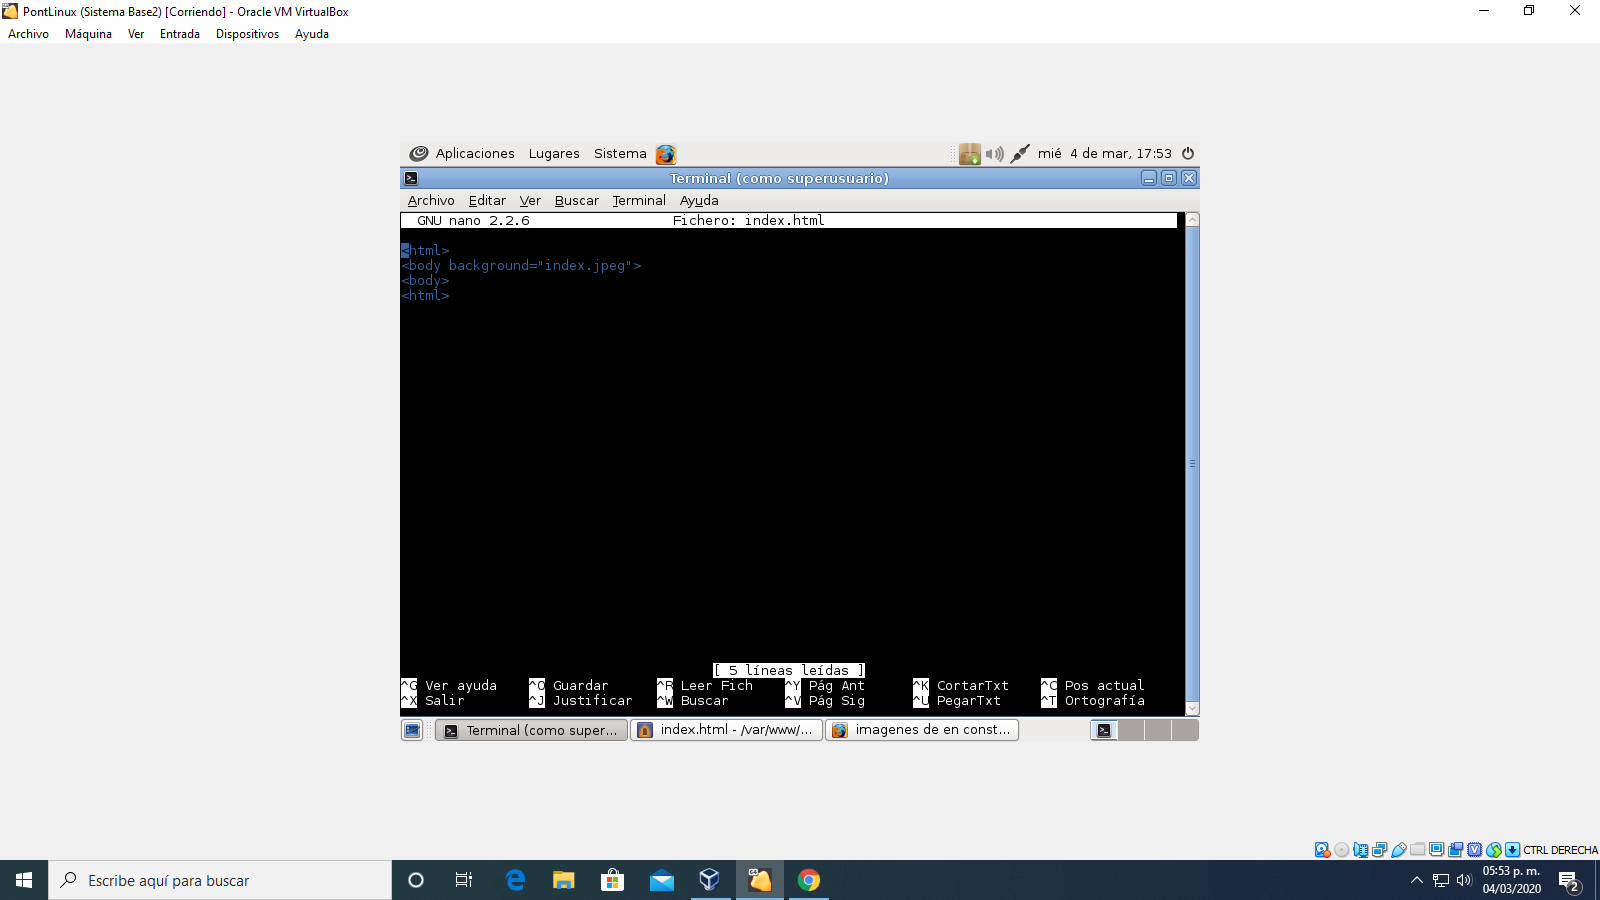 PontLinux (Sistema Base2) [Corriendo] - Oracle VM VirtualBox
Archivo Máquina Ver Entrada Dispositivos Ayuda
Aplicaciones Lugares Sistema mié 4 de mar, 17:53
Terminal (como superusuario)
Archivo Editar Ver Buscar Terminal Ayuda
GNU nano 2.2.6 Fichero: index.html
<html>
<body background="index.jpeg">
<body>
<html>
[ 5 líneas leídas ]
^G Ver ayuda ^O Guardar ^R Leer Fich ^Y Pág Ant ^K CortarTxt ^C Pos actual
^X Salir ^J Justificar ^W Buscar ^V Pág Sig ^U PegarTxt ^T Ortografía
Terminal (como super... index.html - /var/www/... imagenes de en const...
CTRL DERECHA
Escribe aquí para buscar
05:53 p. m.
04/03/2020
2